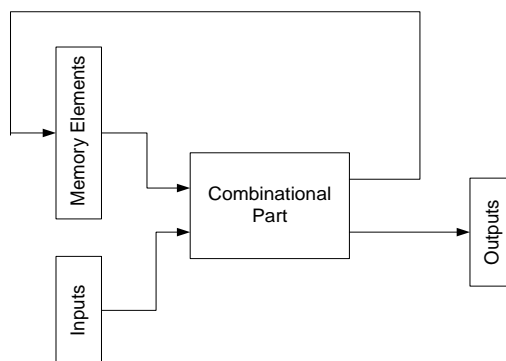 Memory Elements
Combinational
Part
Inputs
Outputs